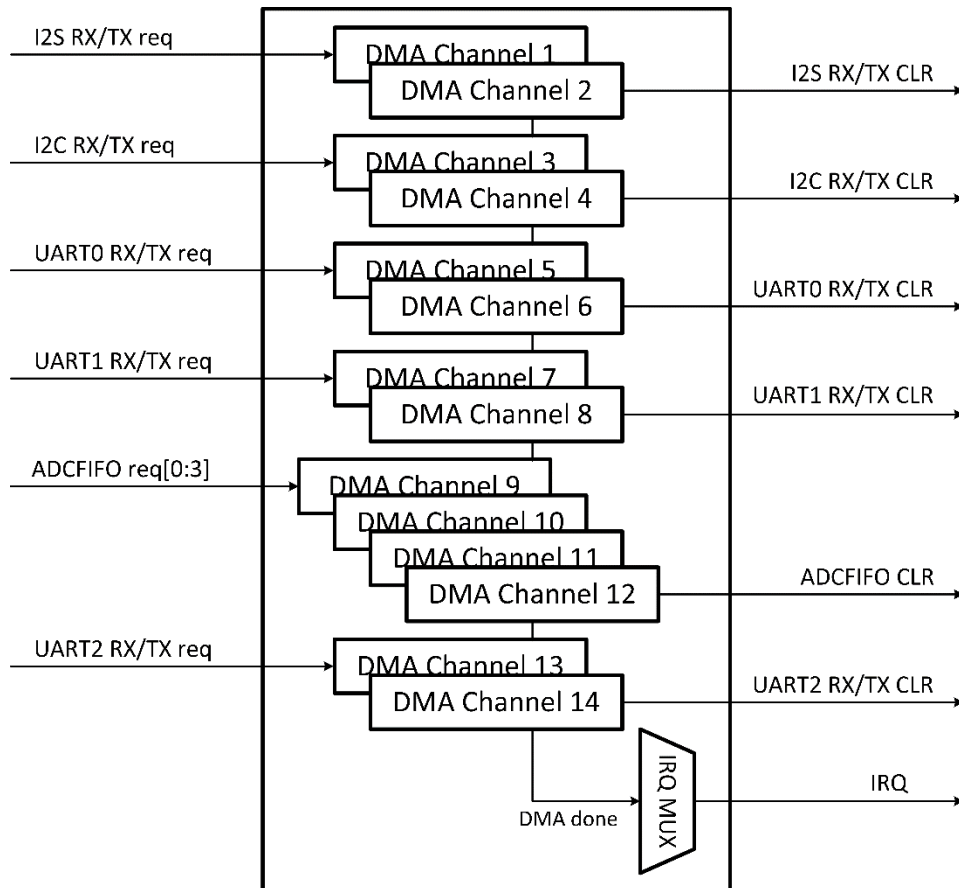 I2S RX/TX req
DMA Channel 1
DMA Channel 2
I2S RX/TX CLR
I2C RX/TX req
DMA Channel 3
DMA Channel 4
I2C RX/TX CLR
UART0 RX/TX req
DMA Channel 5
DMA Channel 6
UART0 RX/TX CLR
UART1 RX/TX req
DMA Channel 7
DMA Channel 8
UART1 RX/TX CLR
ADCFIFO req[0:3]
DMA Channel 9
DMA Channel 10
DMA Channel 11
DMA Channel 12
ADCFIFO CLR
UART2 RX/TX req
DMA Channel 13
DMA Channel 14
UART2 RX/TX CLR
DMA done
IRQ MUX
IRQ